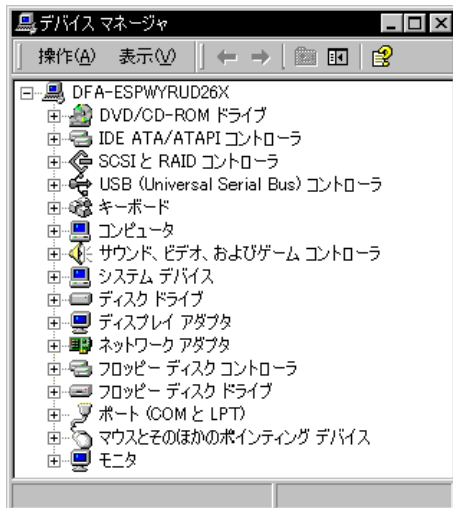 デバイス マネージャ
操作(A) 表示(V)
DFA-ESPWYRUD26X
DVD/CD-ROM ドライブ
IDE ATA/ATAPI コントローラ
SCSI と RAID コントローラ
USB (Universal Serial Bus) コントローラ
キーボード
コンピュータ
サウンド、ビデオ、およびゲーム コントローラ
システム デバイス
ディスク ドライブ
ディスプレイ アダプタ
ネットワーク アダプタ
フロッピー ディスク コントローラ
フロッピー ディスク ドライブ
ポート (COM と LPT)
マウスとそのほかのポインティング デバイス
モニタ